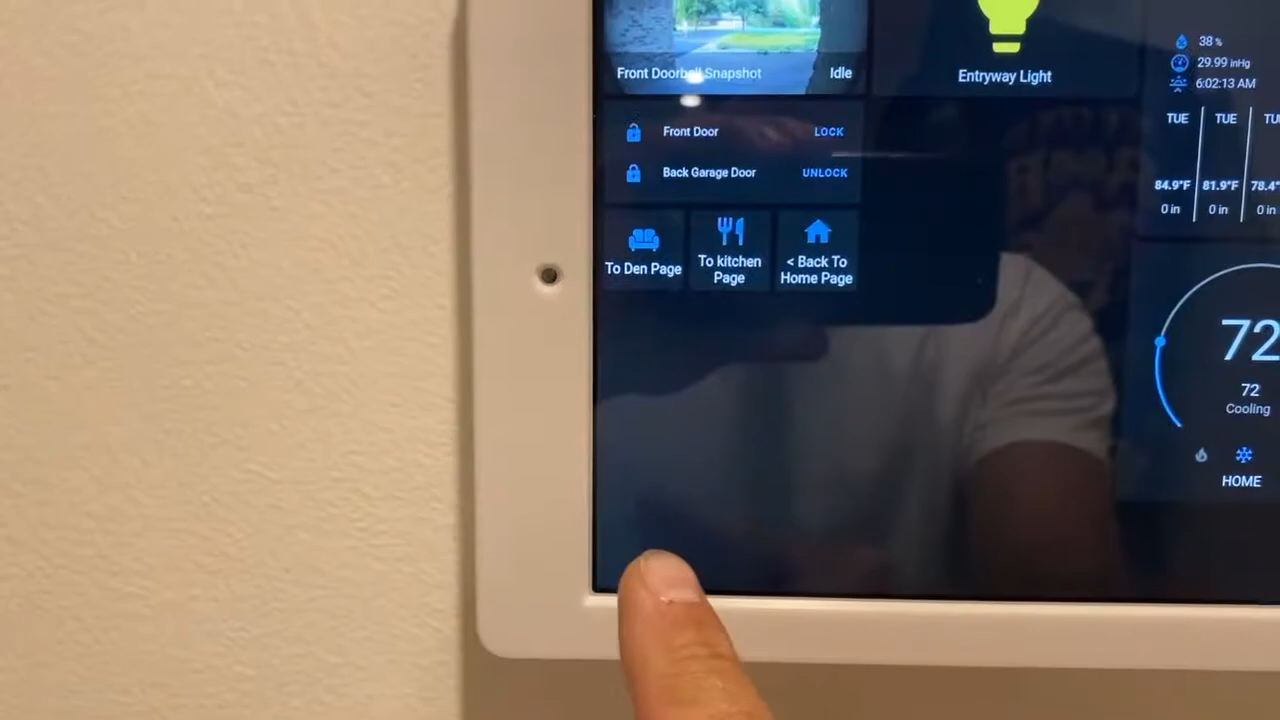 Front Doorbell Snapshot Idle
Entryway Light
38 %
29.99 inHg
6:02:13 AM
Front Door LOCK
Back Garage Door UNLOCK
TUE TUE TU
84.9°F 81.9°F 78.4°
0 in 0 in 0 in
To Den Page
To kitchen
Page
< Back To
Home Page
72
72
Cooling
HOME